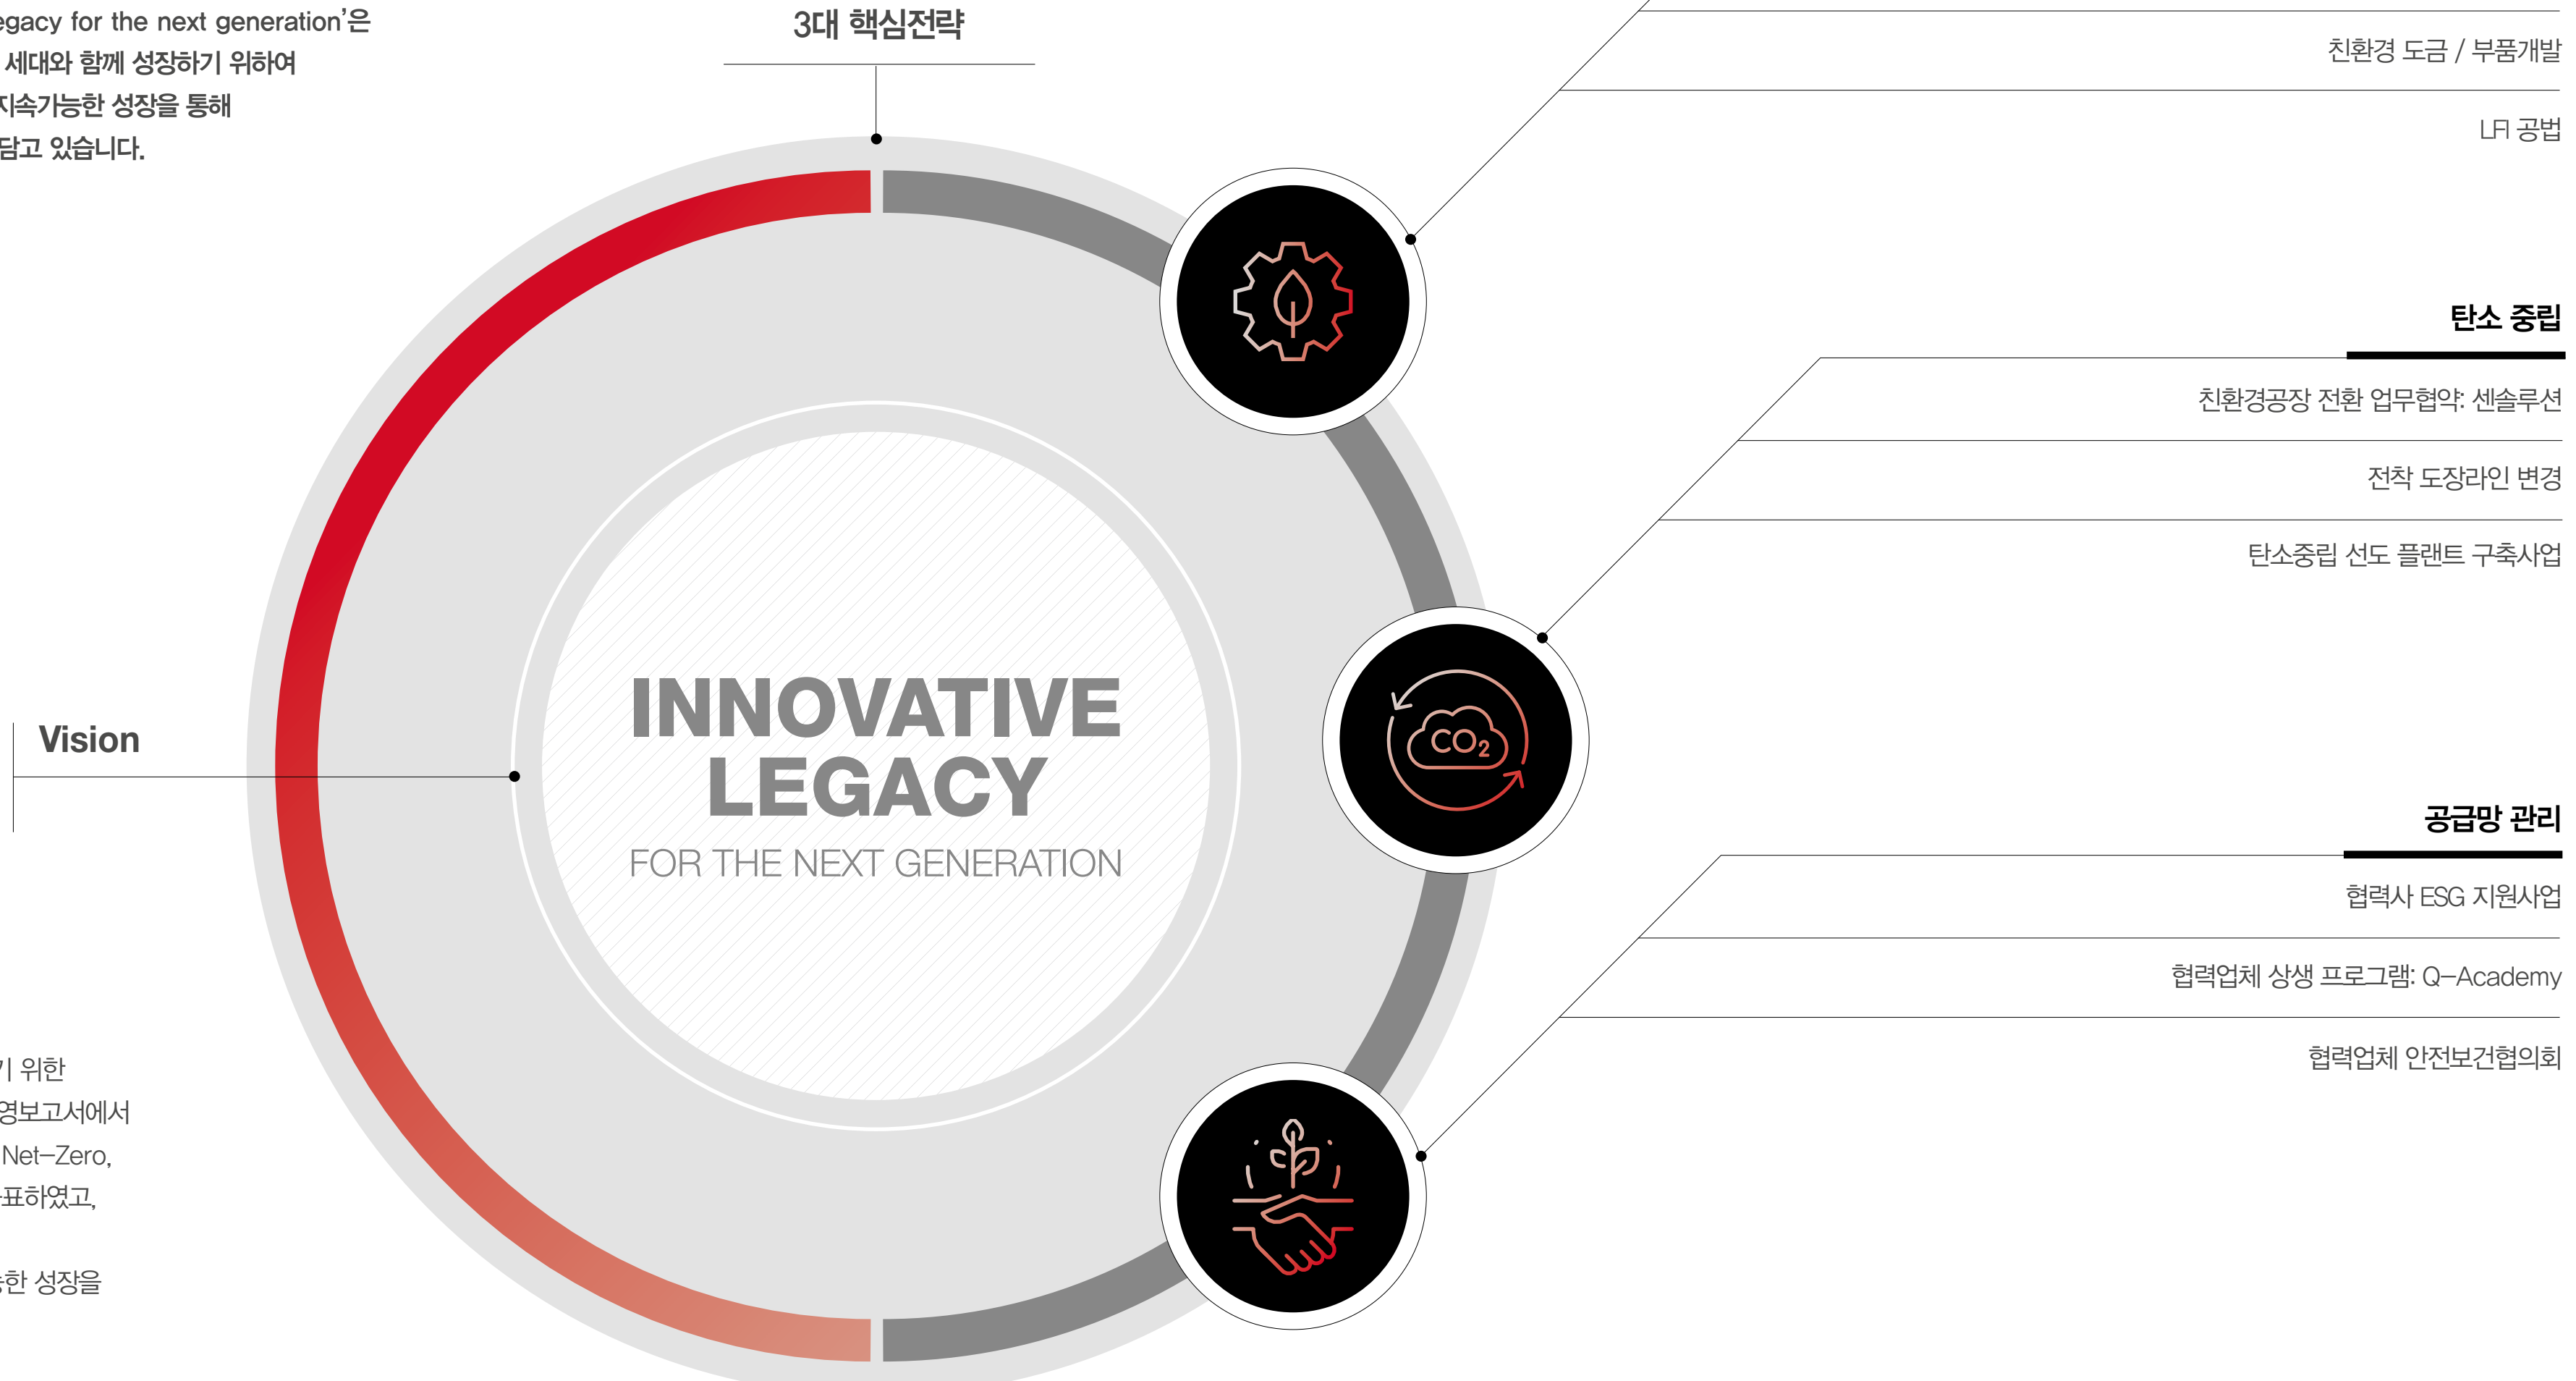 egacy for the next generation’은
세대와 함께 성장하기 위하여
지속가능한 성장을 통해
담고 있습니다.
3대 핵심전략
친환경 도금 / 부품개발
LFI 공법
탄소 중립
친환경공장 전환 업무협약: 센솔루션
전착 도장라인 변경
탄소중립 선도 플랜트 구축사업
Vision
INNOVATIVE
LEGACY
FOR THE NEXT GENERATION
CO₂
공급망 관리
협력사 ESG 지원사업
협력업체 상생 프로그램: Q–Academy
협력업체 안전보건협의회
기 위한
영보고서에서
Net–Zero,
표하였고,
한 성장을